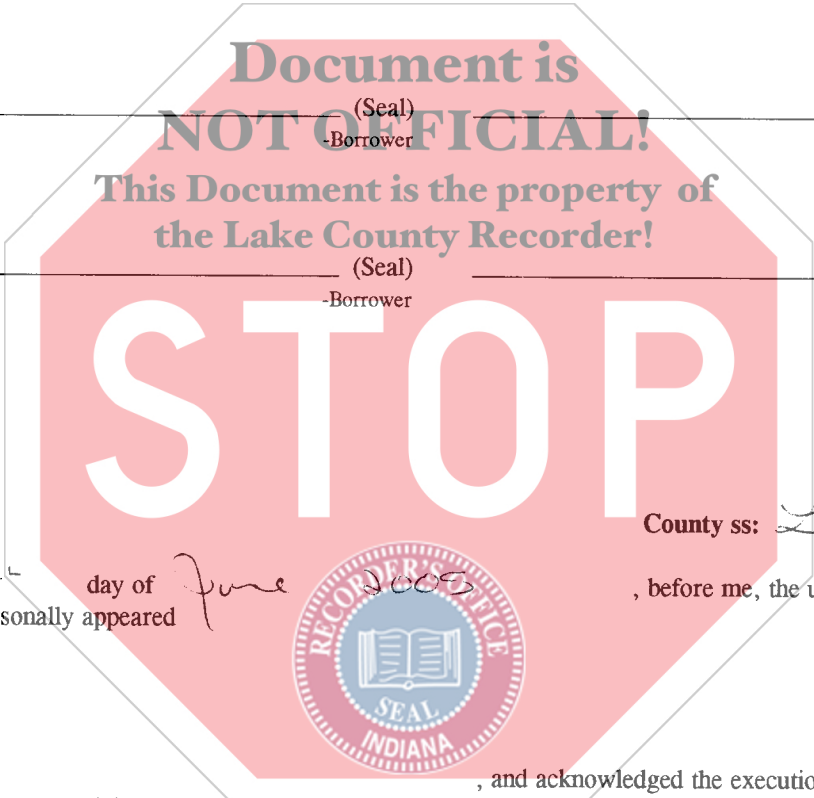 Document is
(Seal)
NOT OFFICIAL!
-Borrower
This Document is the property of
the Lake County Recorder!
(Seal)
-Borrower
STOP
County ss:
day of June 2005 , before me, the u
sonally appeared
RECORDER'S OFFICE
SEAL
INDIANA
, and acknowledged the executio